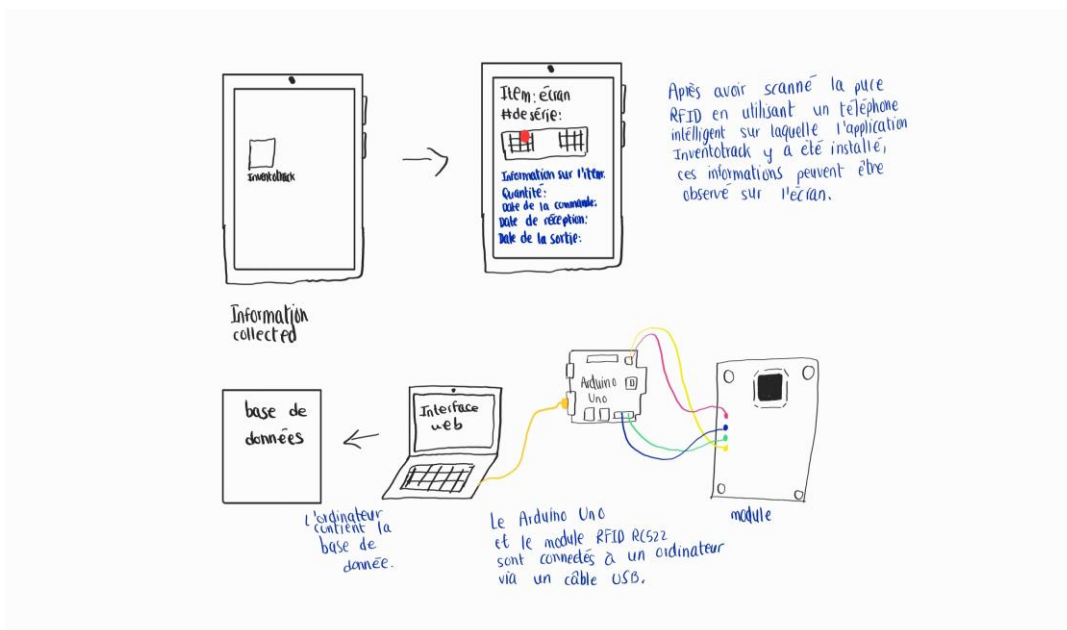 Inventotrack
Item: écran
#de série:
Information sur l'item.
Quantité:
Date de la commande:
Date de réception:
Date de la sortie:
Après avoir scanné la puce
RFID en utilisant un téléphone
intélligent sur laquelle l'application
Inventotrack y a été installé,
ces informations peuvent être
observé sur l'écran.
Information
collected
base de
données
Interface
web
Arduino
Uno
module
L'ordinateur
contient la
base de
donnée.
Le Arduino Uno
et le module RFID RC522
sont connectés à un ordinateur
via un câble USB.